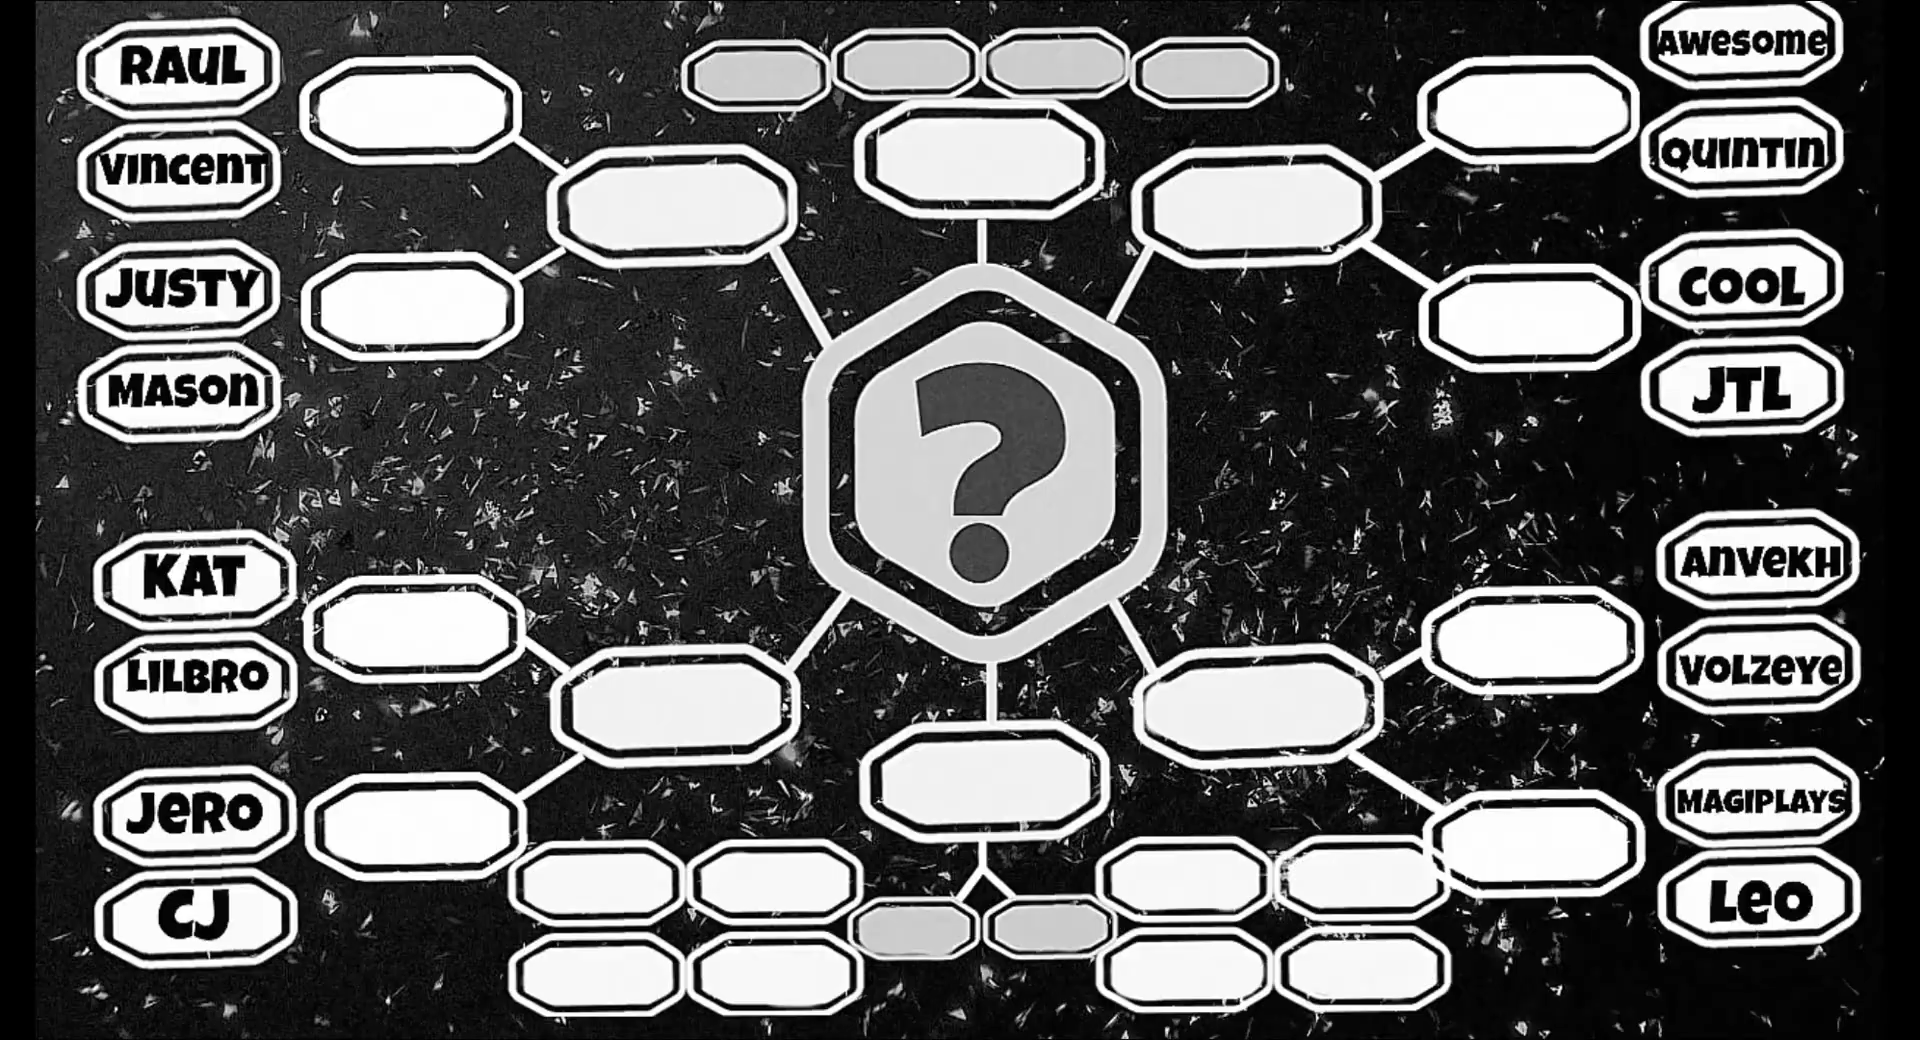 RAUL
VINCENT
JUSTY
MASON
KAT
LILBRO
JERO
CJ
?
AWESOME
QUINTIN
COOL
JTL
ANVEKH
VOLZEYE
MAGIPLAYS
LEO